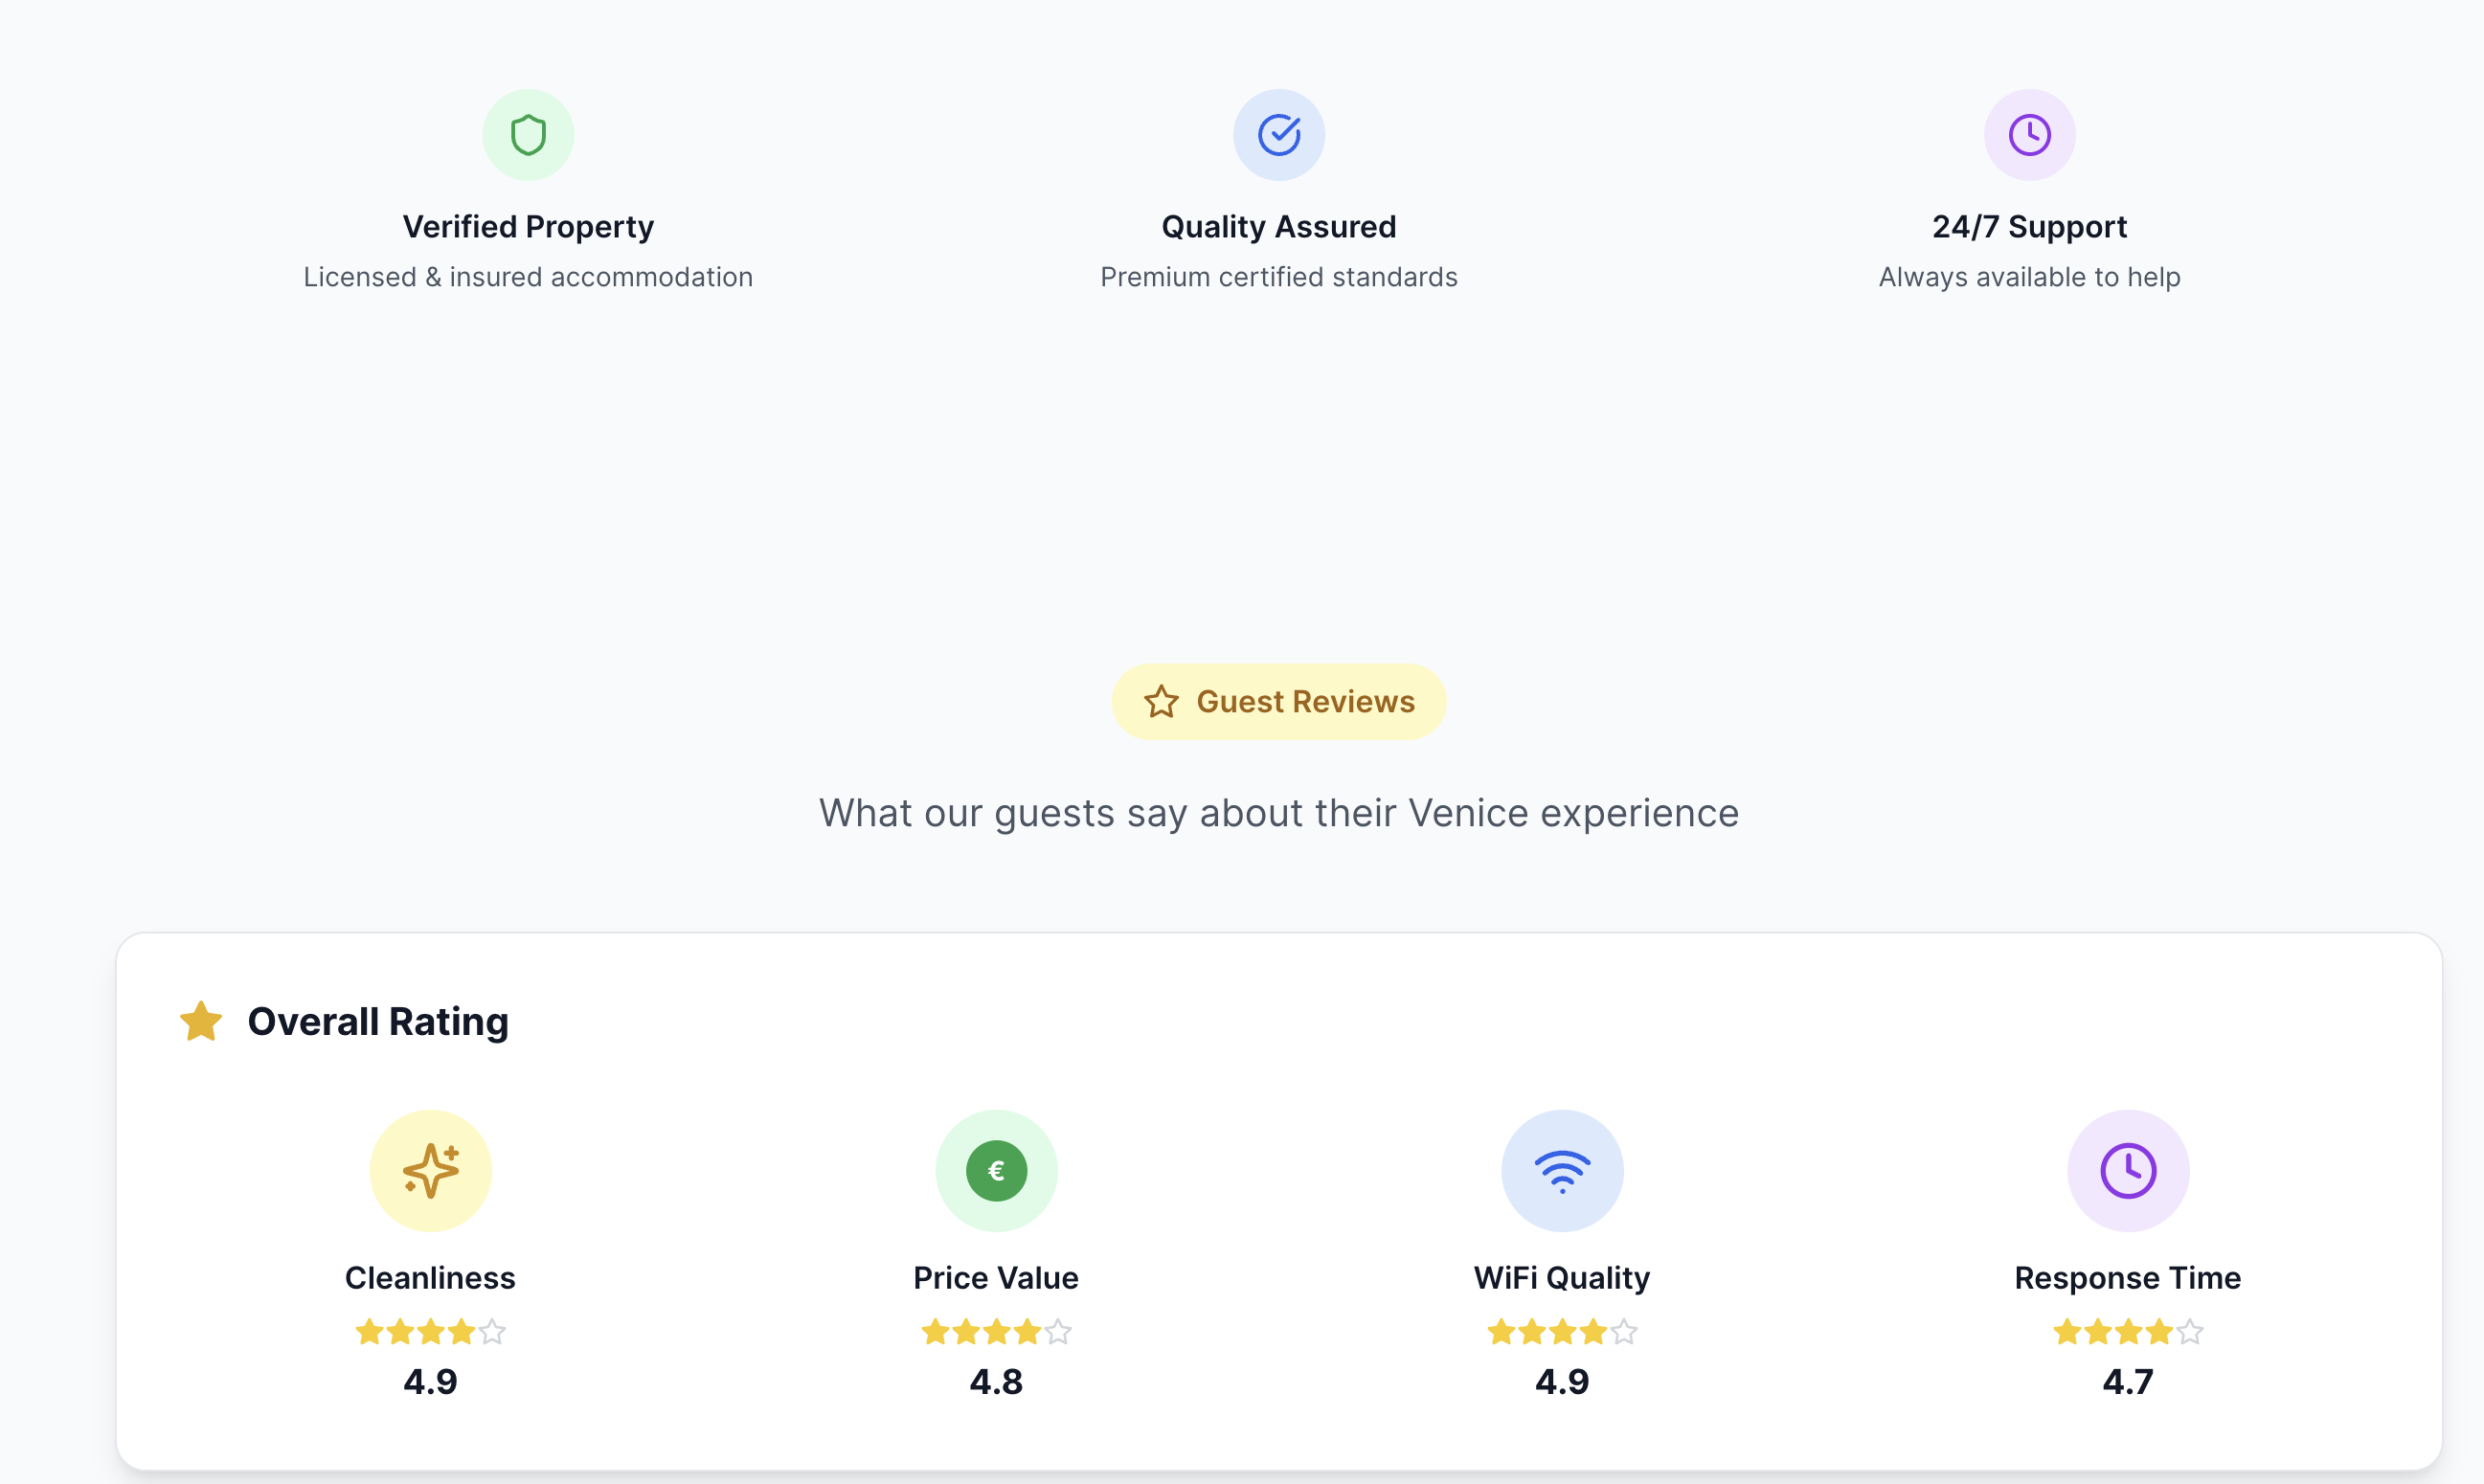 Verified Property
Quality Assured
24/7 Support
Licensed & insured accommodation
Premium certified standards
Always available to help
Guest Reviews
What our guests say about their Venice experience
Overall Rating
€
Cleanliness
Price Value
WiFi Quality
Response Time
4.9
4.8
4.9
4.7